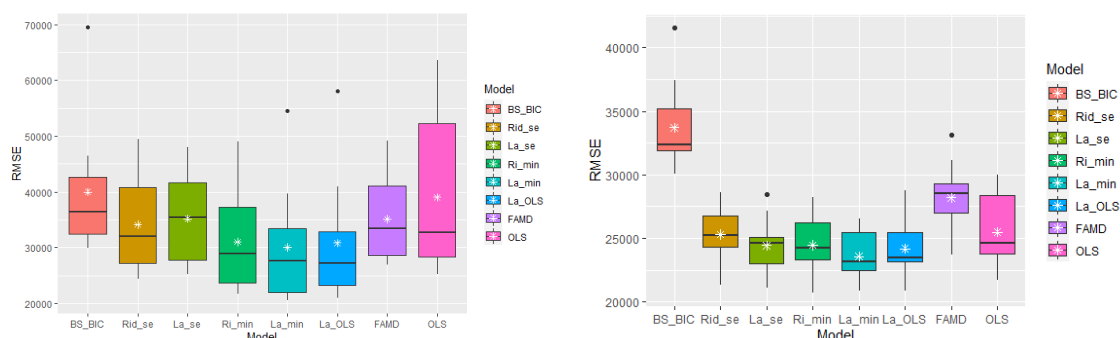 70000
60000
50000
40000
30000
20000
RMSE
BS_BIC Rid_se La_se Ri_min La_min La_OLS FAMD OLS
Model
Model
BS_BIC
Rid_se
La_se
Ri_min
La_min
La_OLS
FAMD
OLS
40000
35000
30000
25000
20000
RMSE
BS_BIC Rid_se La_se Ri_min La_min La_OLS FAMD OLS
Model
Model
BS_BIC
Rid_se
La_se
Ri_min
La_min
La_OLS
FAMD
OLS